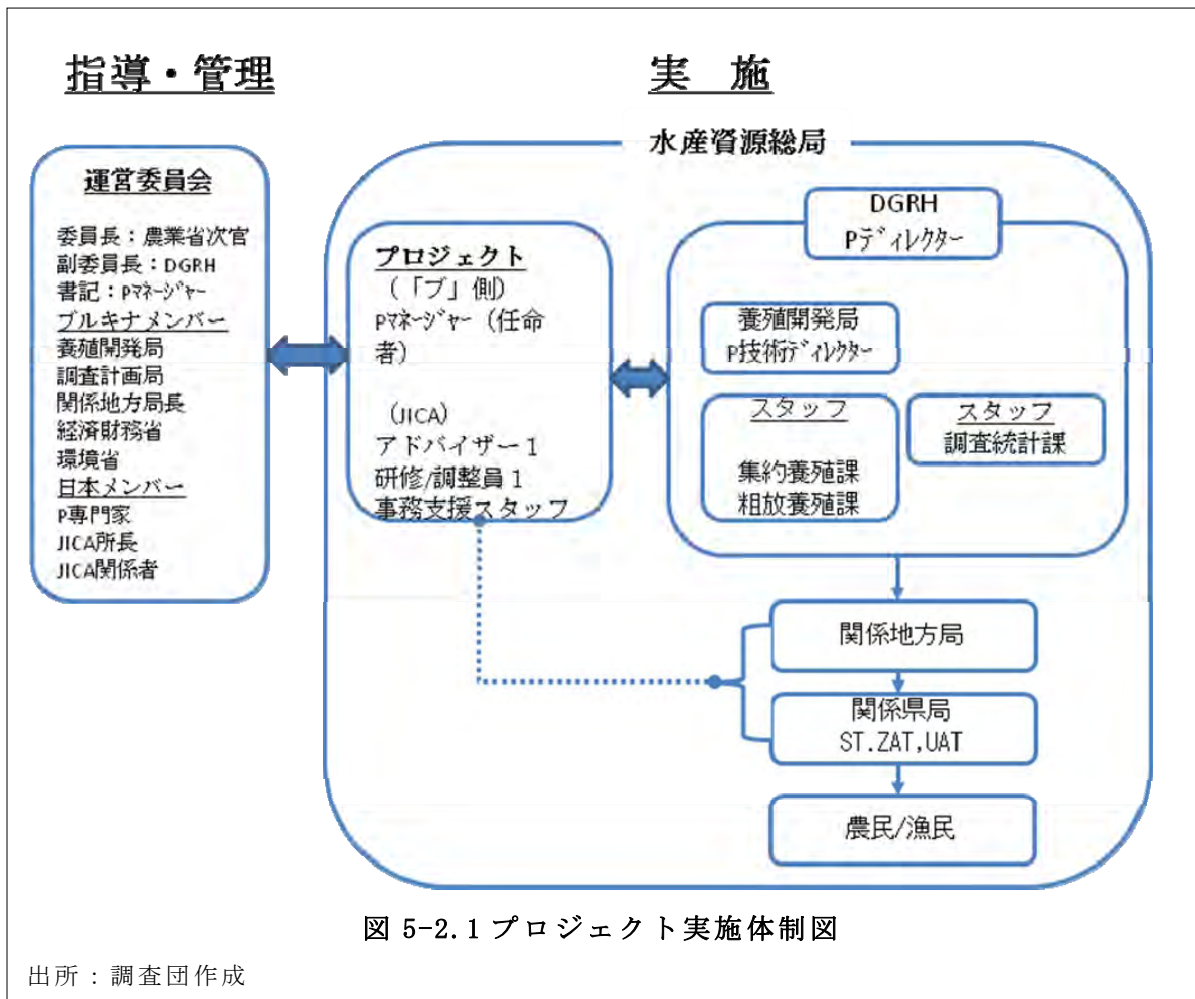 指導・管理
実 施
水産資源総局
運営委員会
委員長：農業省次官
副委員長：DGRH
書記：Pﾏﾈｰｼﾞｬｰ
ブルキナメンバー
養殖開発局
調査計画局
関係地方局長
経済財務省
環境省
日本メンバー
P専門家
JICA所長
JICA関係者
プロジェクト
（「ブ」側）
Pﾏﾈｰｼﾞｬｰ（任命
者）
（JICA）
アドバイザー１
研修/調整員１
事務支援スタッフ
DGRH
Pﾃﾞｨﾚｸﾀｰ
養殖開発局
P技術ﾃﾞｨﾚｸﾀｰ
スタッフ
集約養殖課
粗放養殖課
スタッフ
調査統計課
関係地方局
関係県局
ST.ZAT,UAT
農民/漁民
図 5-2.1 プロジェクト実施体制図
出所：調査団作成